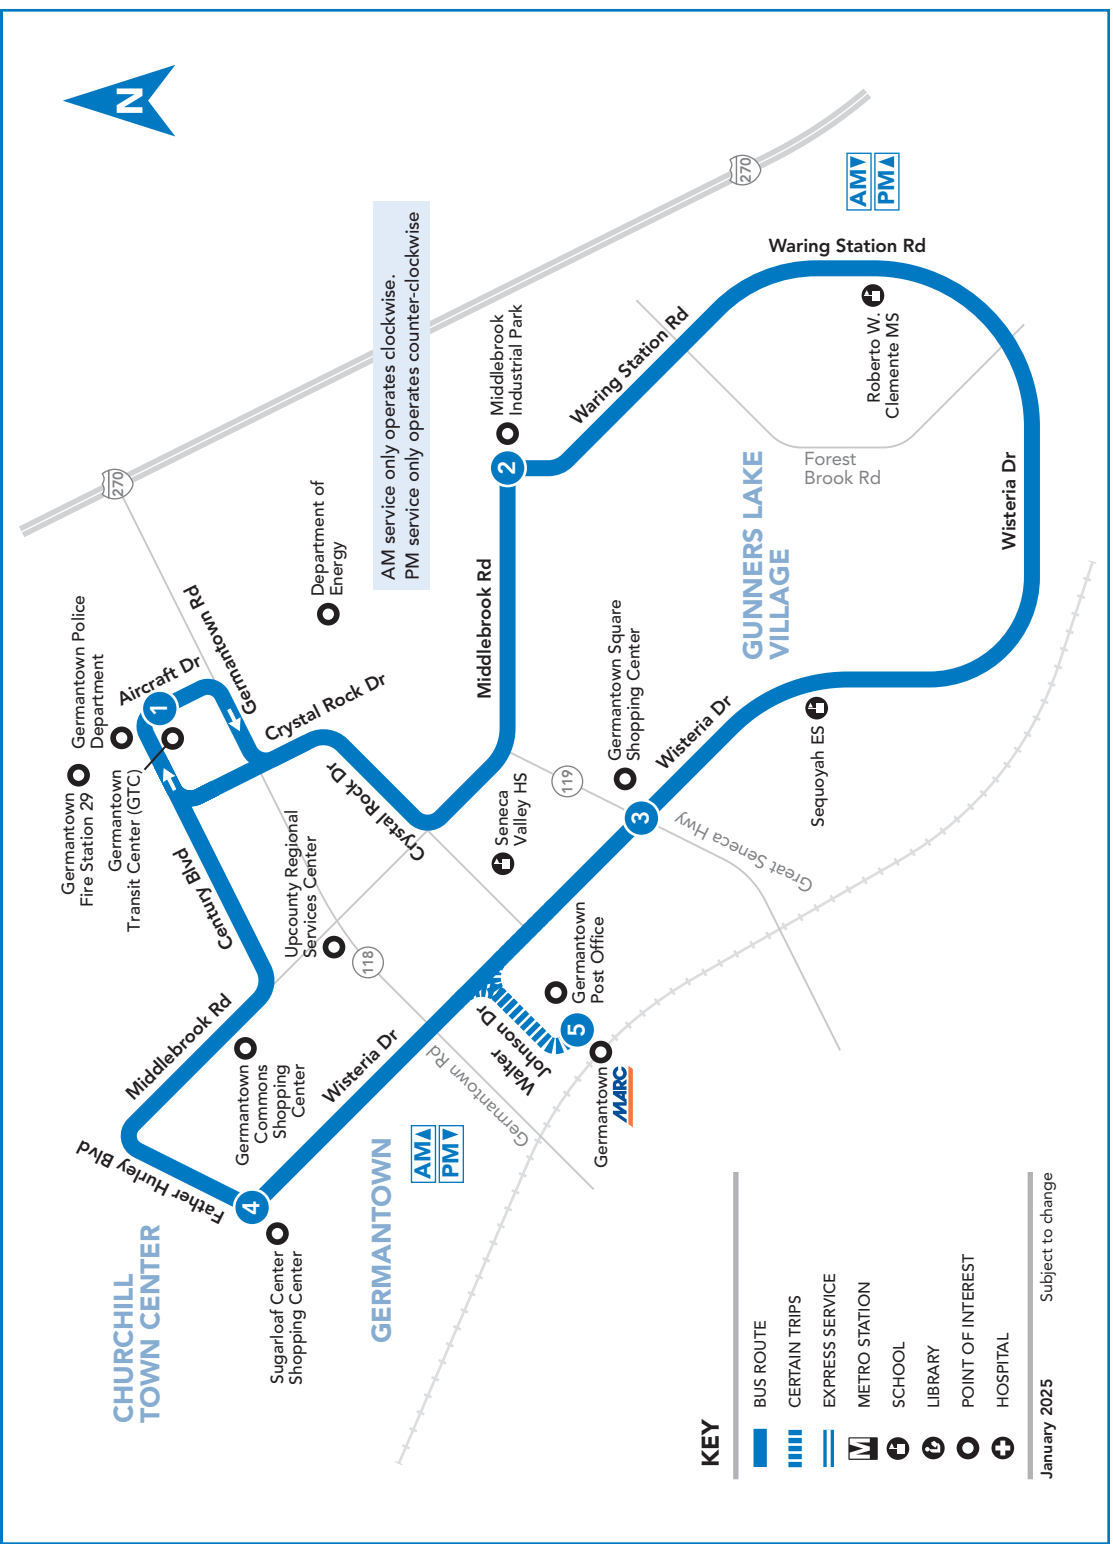 N
270
270
AM service only operates clockwise.
PM service only operates counter-clockwise
AM
PM
Waring Station Rd
Waring Station Rd
Roberto W.
Clemente MS
Forest
Brook Rd
Wisteria Dr
GUNNERS LAKE
VILLAGE
Middlebrook
Industrial Park
2
Middlebrook Rd
Department of
Energy
Germantown Rd
Aircraft Dr
1
Germantown Police
Department
Germantown
Fire Station 29
Germantown
Transit Center (GTC)
Crystal Rock Dr
Crystal Rock Dr
Century Blvd
Upcounty Regional
Services Center
118
119
Seneca
Valley HS
Germantown Square
Shopping Center
3
Wisteria Dr
Sequoyah ES
Great Seneca Hwy
Germantown
Post Office
5
Walter
Johnson Dr
Germantown
MARC
Germantown Rd
Wisteria Dr
Middlebrook Rd
Germantown
Commons
Shopping
Center
Father Hurley Blvd
4
Sugarloaf Center
Shopping Center
CHURCHILL
TOWN CENTER
GERMANTOWN
AM
PM
KEY
BUS ROUTE
CERTAIN TRIPS
EXPRESS SERVICE
M
METRO STATION
SCHOOL
LIBRARY
POINT OF INTEREST
HOSPITAL
January 2025
Subject to change